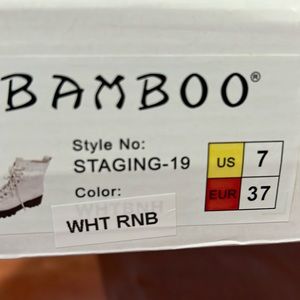 BAMBOO®
Style No:
STAGING-19
Color:
WHT RNB
US 7
EUR 37